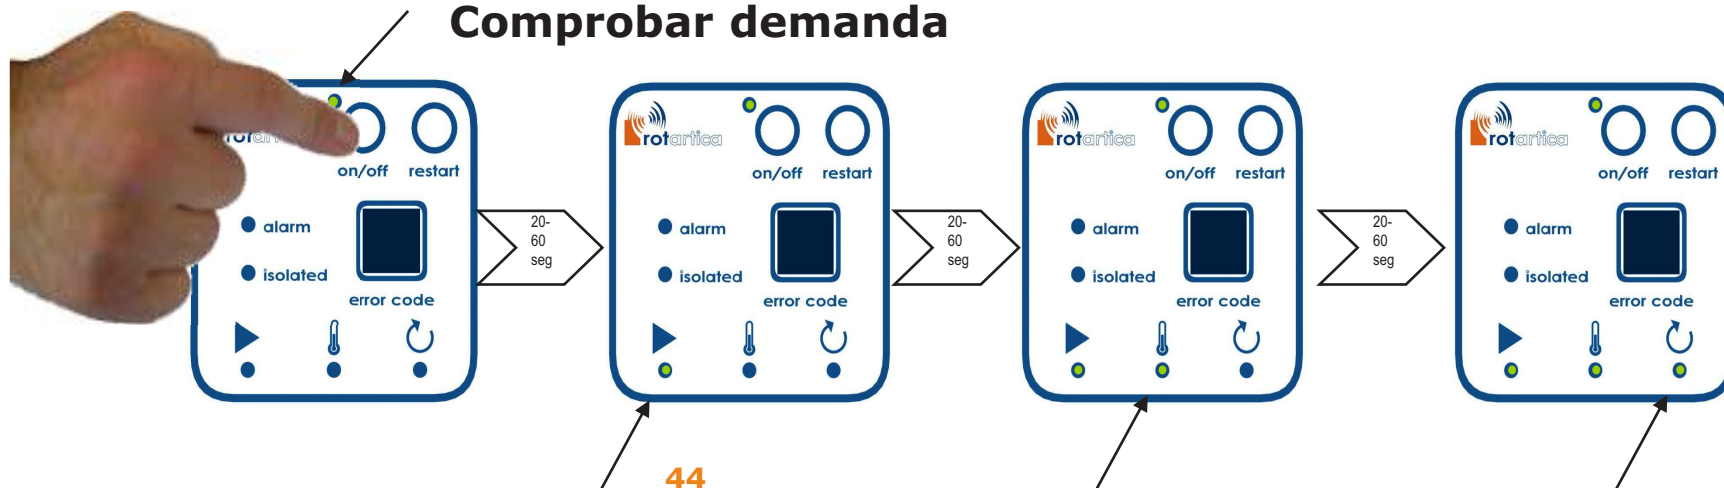 Comprobar demanda
on/off restart
alarm
isolated
error code
20-
60
seg
rotartica
on/off restart
alarm
isolated
error code
20-
60
seg
rotartica
on/off restart
alarm
isolated
error code
20-
60
seg
rotartica
on/off restart
alarm
isolated
error code
44